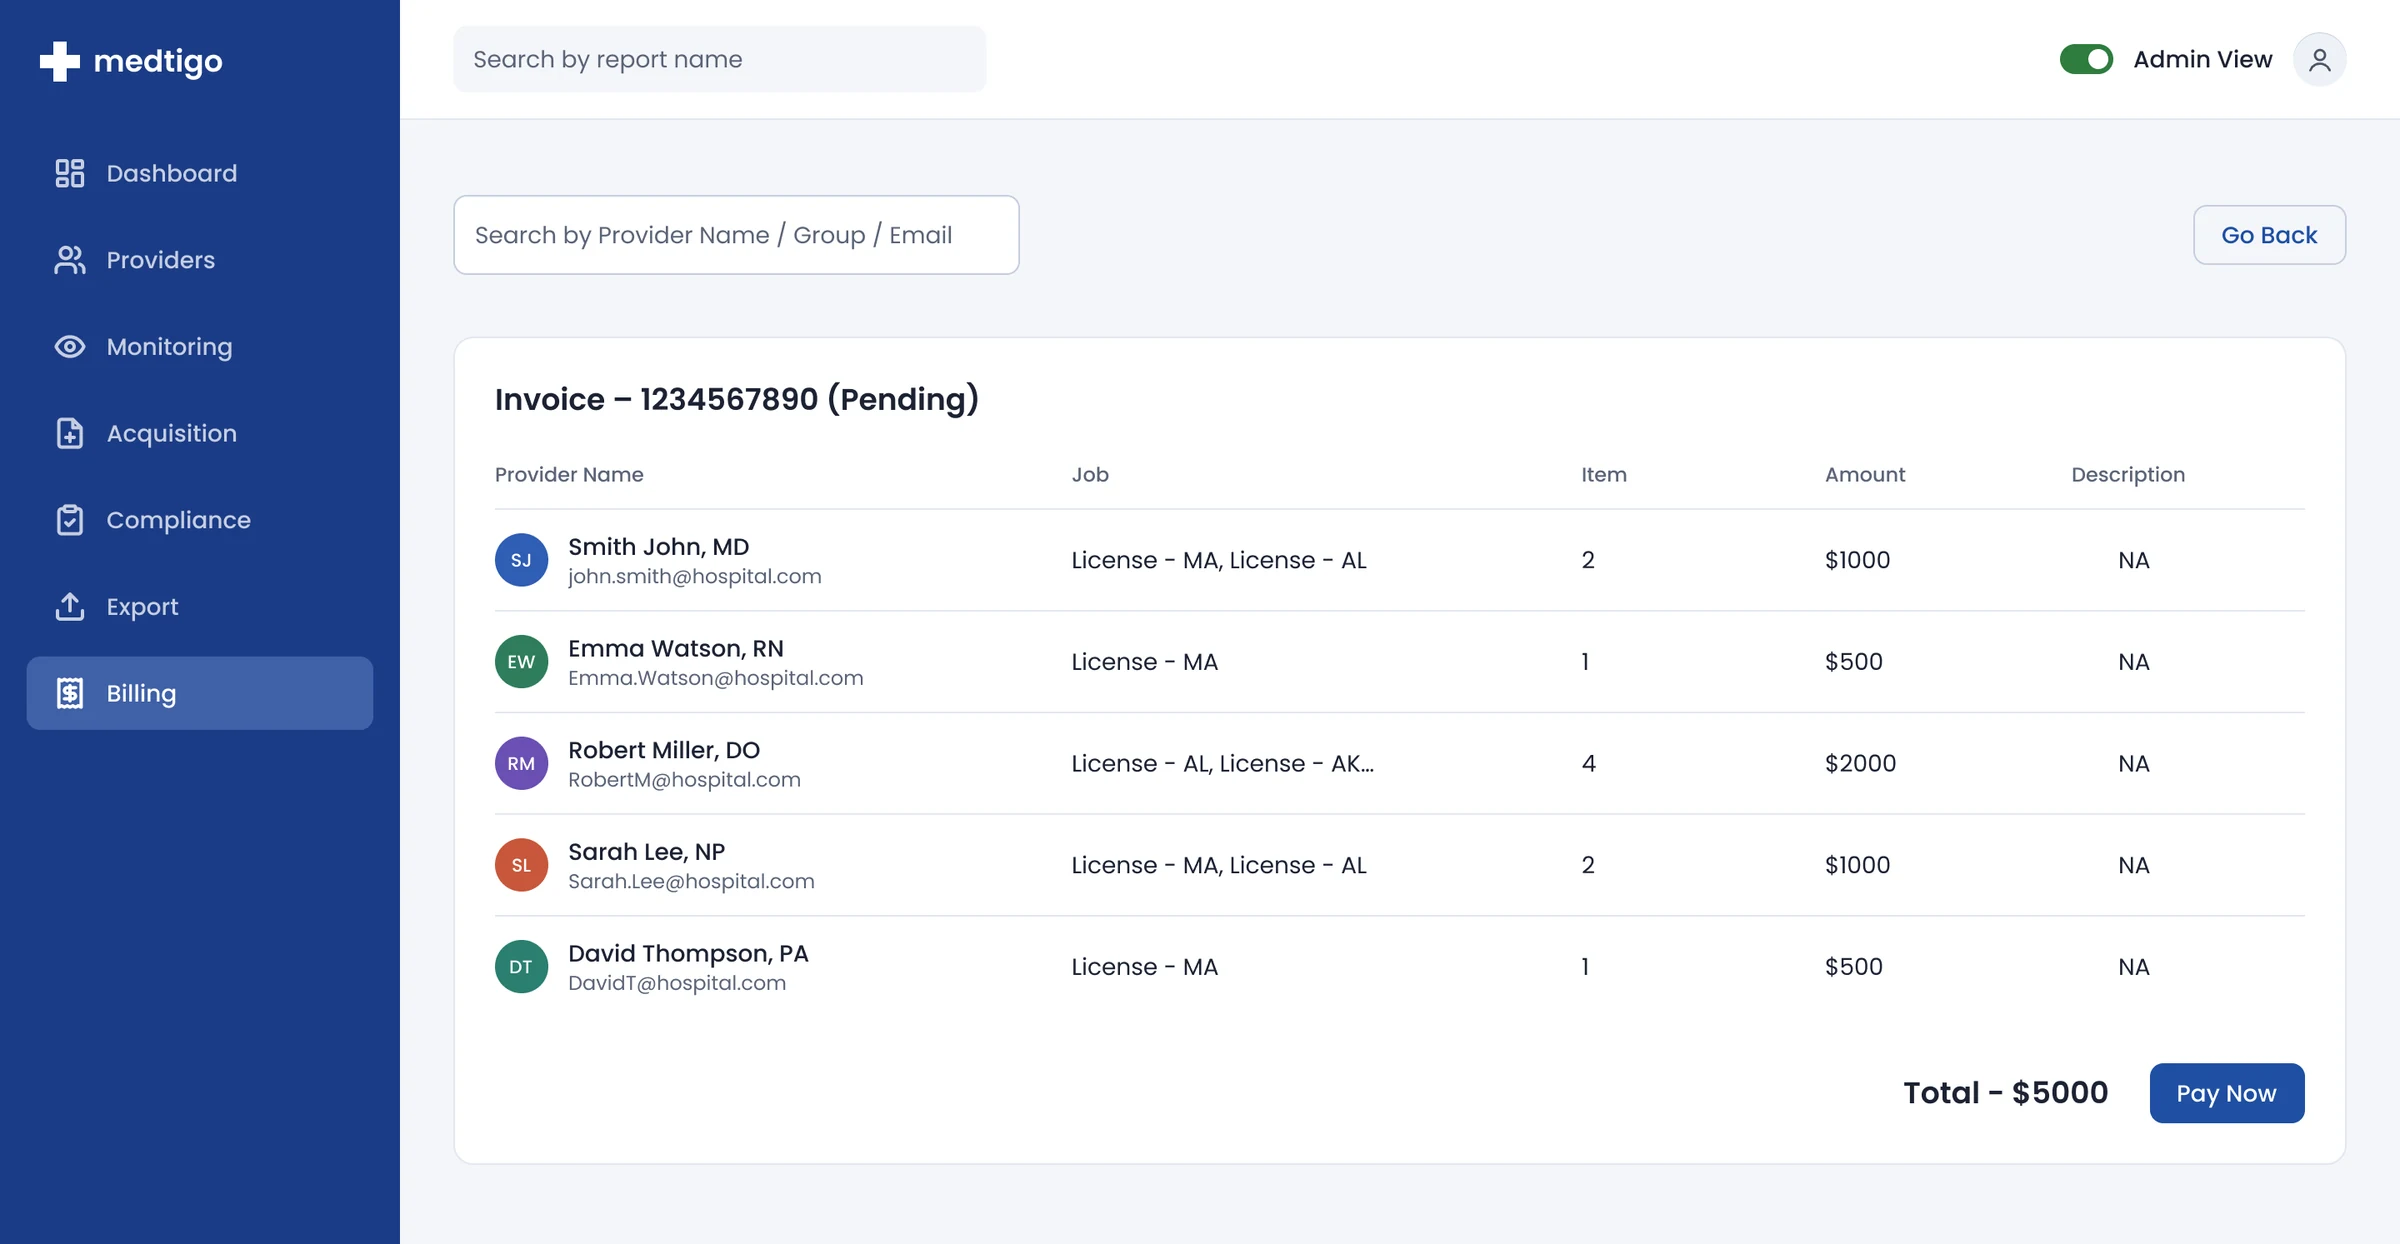 medtigo
Search by report name
Admin View
Dashboard
Providers
Monitoring
Acquisition
Compliance
Export
Billing
Search by Provider Name / Group / Email
Go Back
Invoice – 1234567890 (Pending)
Provider Name Job Item Amount Description
SJ Smith John, MD
john.smith@hospital.com
License - MA, License - AL 2 $1000 NA
EW Emma Watson, RN
Emma.Watson@hospital.com
License - MA 1 $500 NA
RM Robert Miller, DO
RobertM@hospital.com
License - AL, License - AK... 4 $2000 NA
SL Sarah Lee, NP
Sarah.Lee@hospital.com
License - MA, License - AL 2 $1000 NA
DT David Thompson, PA
DavidT@hospital.com
License - MA 1 $500 NA
Total - $5000 Pay Now